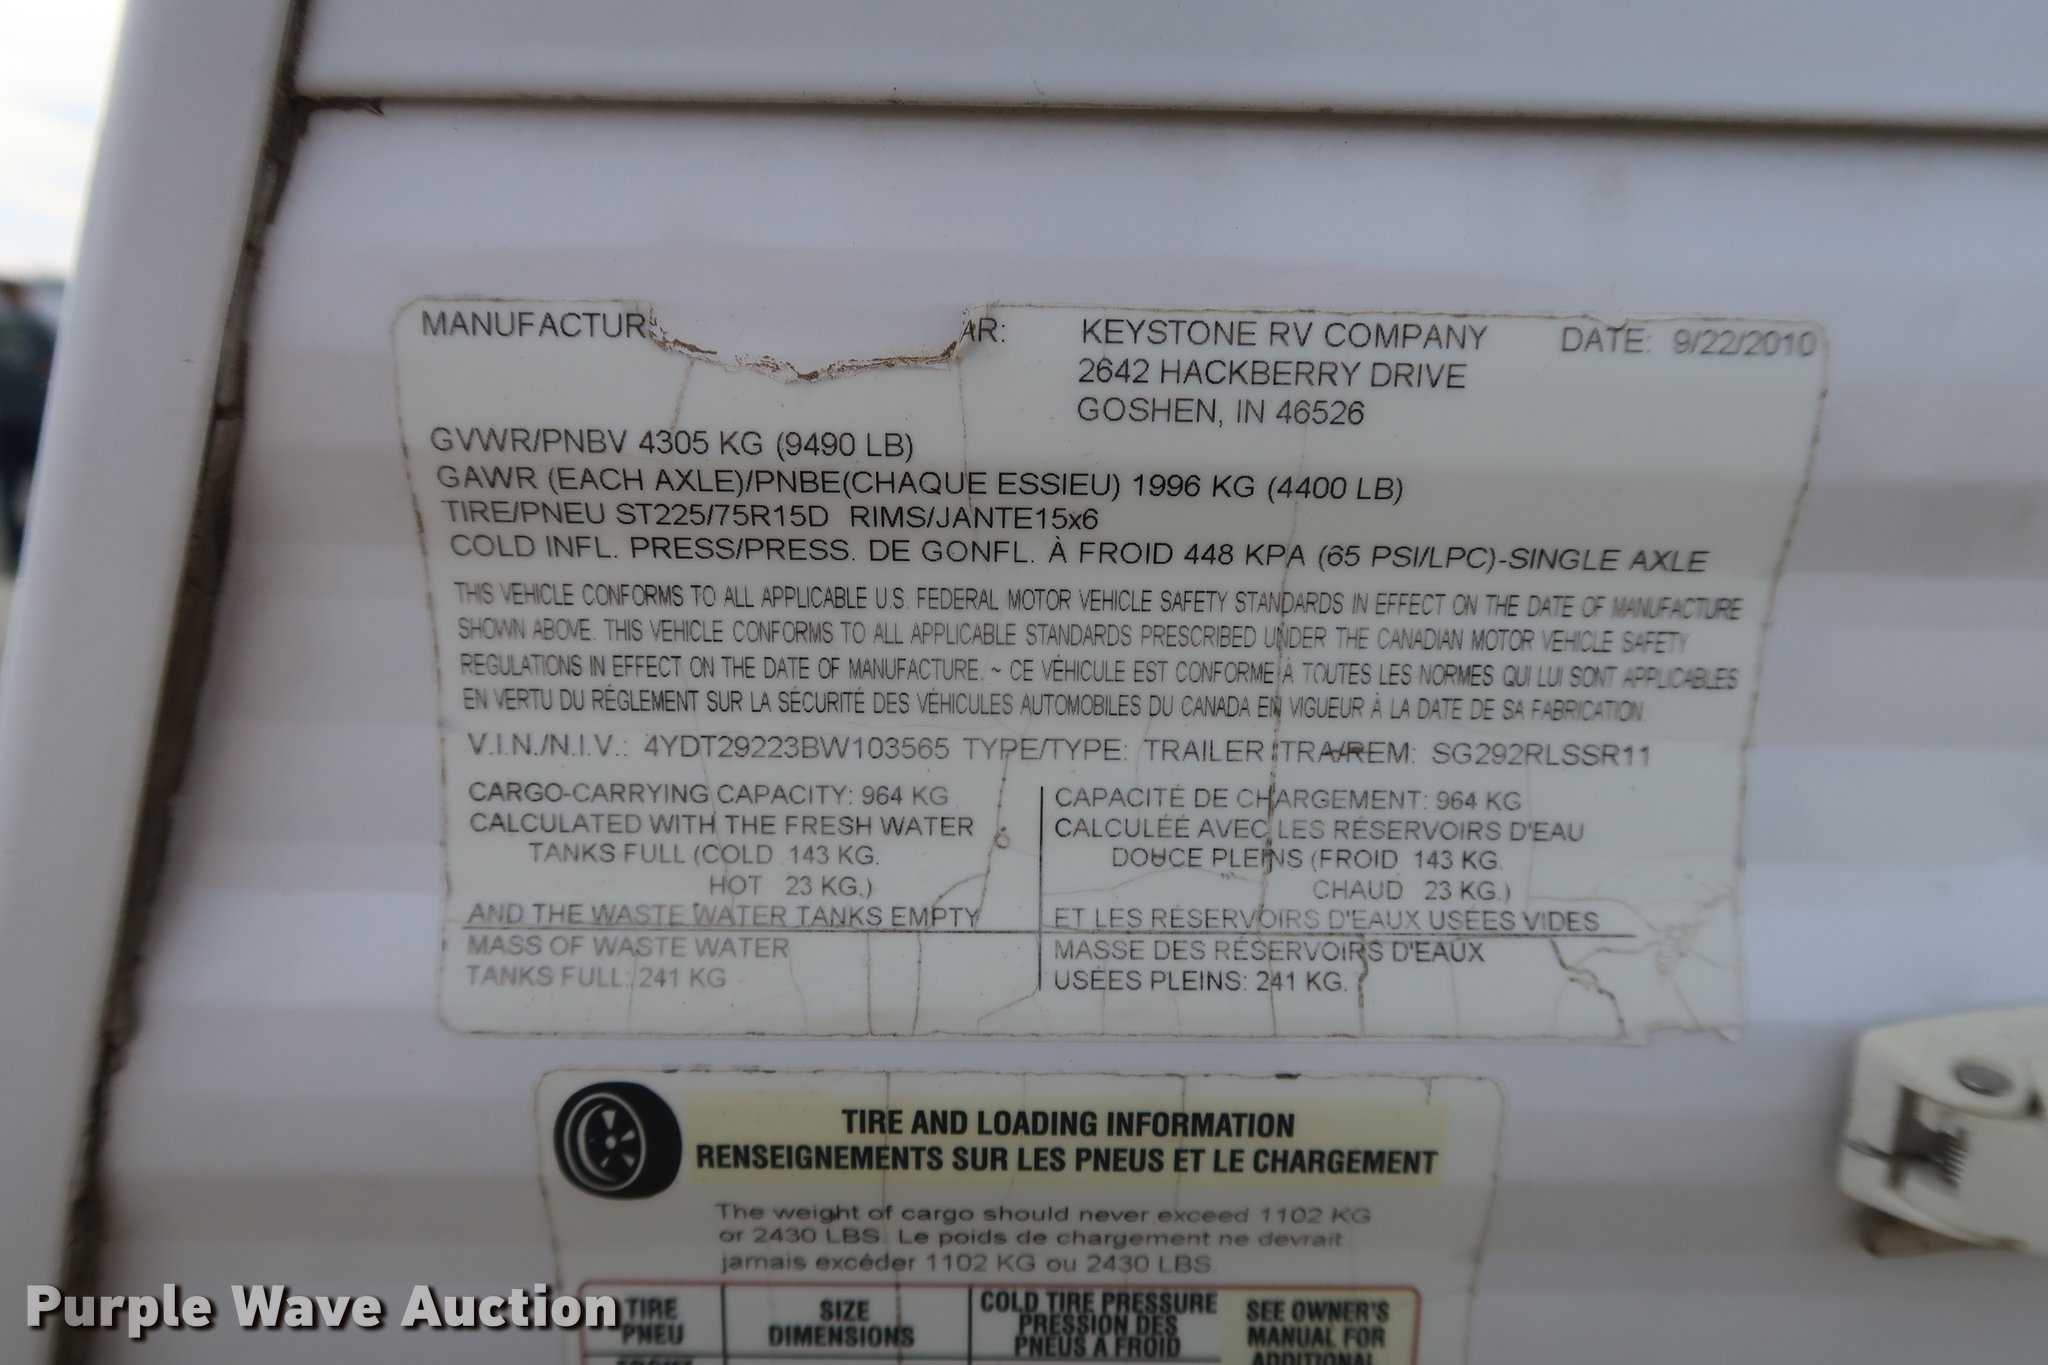 MANUFACTUR AR: KEYSTONE RV COMPANY DATE: 9/22/2010
2642 HACKBERRY DRIVE
GOSHEN, IN 46526
GVWR/PNBV 4305 KG (9490 LB)
GAWR (EACH AXLE)/PNBE(CHAQUE ESSIEU) 1996 KG (4400 LB)
TIRE/PNEU ST225/75R15D RIMS/JANTE15x6
COLD INFL. PRESS/PRESS. DE GONFL. À FROID 448 KPA (65 PSI/LPC)-SINGLE AXLE
THIS VEHICLE CONFORMS TO ALL APPLICABLE U.S. FEDERAL MOTOR VEHICLE SAFETY STANDARDS IN EFFECT ON THE DATE OF MANUFACTURE
SHOWN ABOVE. THIS VEHICLE CONFORMS TO ALL APPLICABLE STANDARDS PRESCRIBED UNDER THE CANADIAN MOTOR VEHICLE SAFETY
REGULATIONS IN EFFECT ON THE DATE OF MANUFACTURE. ~ CE VÉHICULE EST CONFORME À TOUTES LES NORMES QUI LUI SONT APPLICABLES
EN VERTU DU RÉGLEMENT SUR LA SÉCURITÉ DES VÉHICULES AUTOMOBILES DU CANADA EN VIGUEUR À LA DATE DE SA FABRICATION
V.I.N./N.I.V.: 4YDT29223BW103565 TYPE/TYPE: TRAILER /TRA/REM: SG292RLSSR11
CARGO-CARRYING CAPACITY: 964 KG
CALCULATED WITH THE FRESH WATER
TANKS FULL (COLD 143 KG.
HOT 23 KG.)
AND THE WASTE WATER TANKS EMPTY
MASS OF WASTE WATER
TANKS FULL: 241 KG
CAPACITÉ DE CHARGEMENT: 964 KG
CALCULÉÉ AVEC LES RÉSERVOIRS D'EAU
DOUCE PLEINS (FROID 143 KG.
CHAUD 23 KG.)
ET LES RÉSERVOIRS D'EAUX USÉES VIDES
MASSE DES RÉSERVOIRS D'EAUX
USÉES PLEINS: 241 KG.
TIRE AND LOADING INFORMATION
RENSEIGNEMENTS SUR LES PNEUS ET LE CHARGEMENT
The weight of cargo should never exceed 1102 KG
or 2430 LBS. Le poids de chargement ne devrait
jamais excéder 1102 KG ou 2430 LBS.
TIRE
PNEU
SIZE
DIMENSIONS
COLD TIRE PRESSURE
PRESSION DES
PNEUS A FROID
SEE OWNER'S
MANUAL FOR
ADDITIONAL
FRONT
Purple Wave Auction